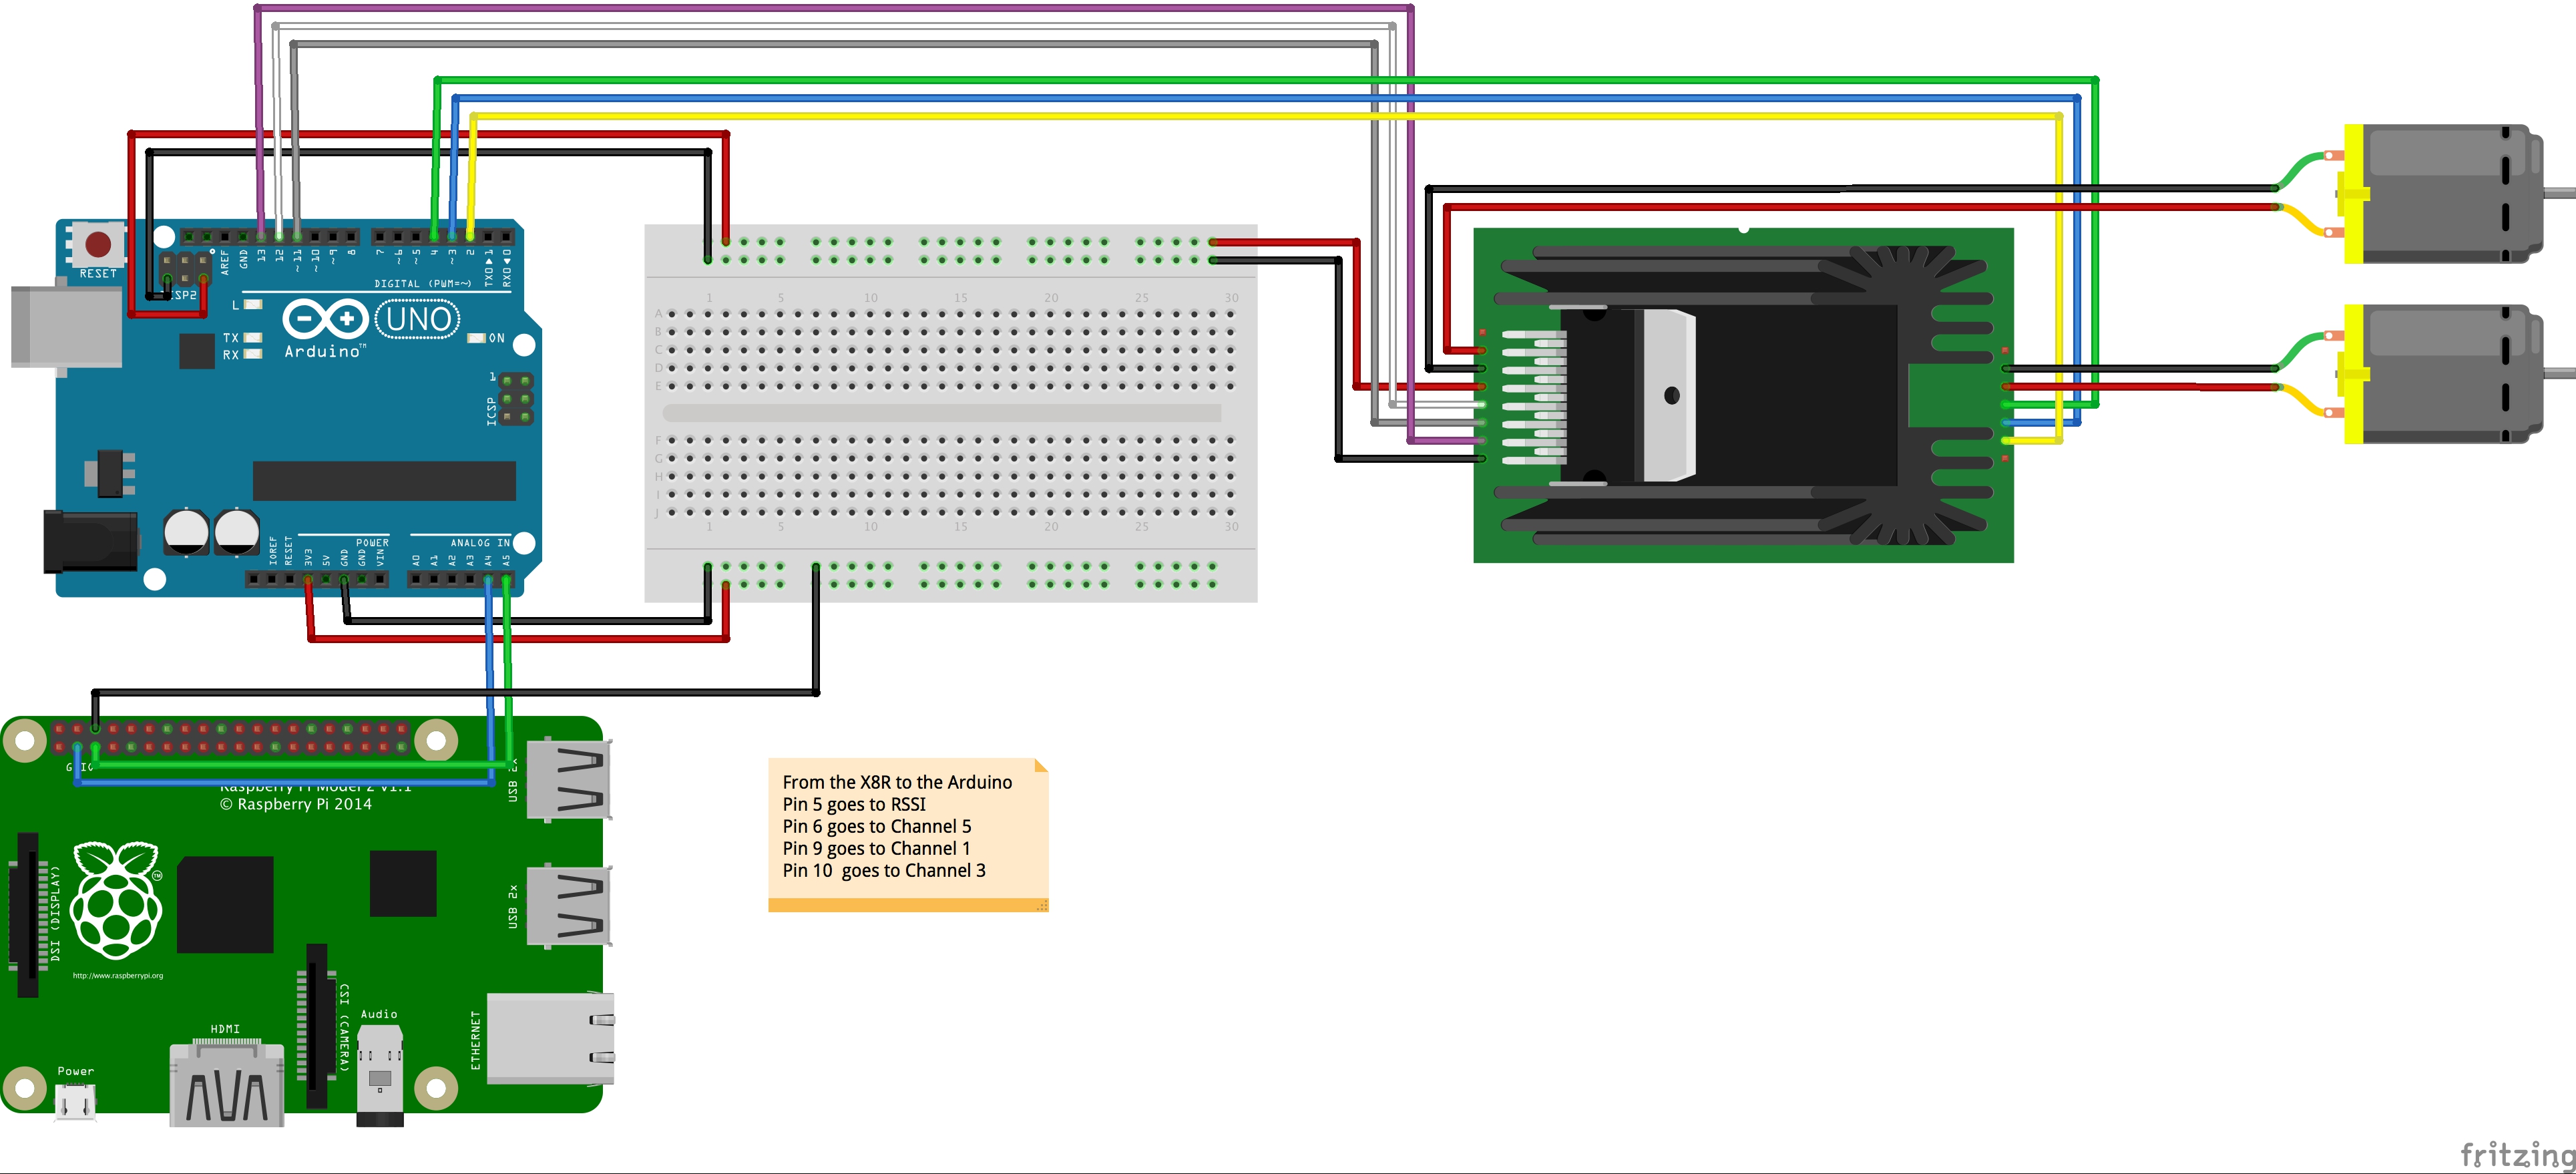 RESET
ICSP2
AREF
GND
13
12
~11
~10
~9
8
7
~6
~5
4
~3
2
TX0▶1
RX0◀0
DIGITAL (PWM=~)
L
TX
RX
UNO
Arduino™
ON
1
ICSP
IOREF
RESET
3V3
5V
GND
GND
VIN
POWER
A0
A1
A2
A3
A4
A5
ANALOG IN
1 5 10 15 20 25 30
A
B
C
D
E
F
G
H
I
J
1 5 10 15 20 25 30
GPIO
Raspberry Pi Model 2 v1.1
© Raspberry Pi 2014
USB 2x
USB 2x
DSI (DISPLAY)
http://www.raspberrypi.org
CSI (CAMERA)
Audio
HDMI
Power
ETHERNET
From the X8R to the Arduino
Pin 5 goes to RSSI
Pin 6 goes to Channel 5
Pin 9 goes to Channel 1
Pin 10 goes to Channel 3
fritzing